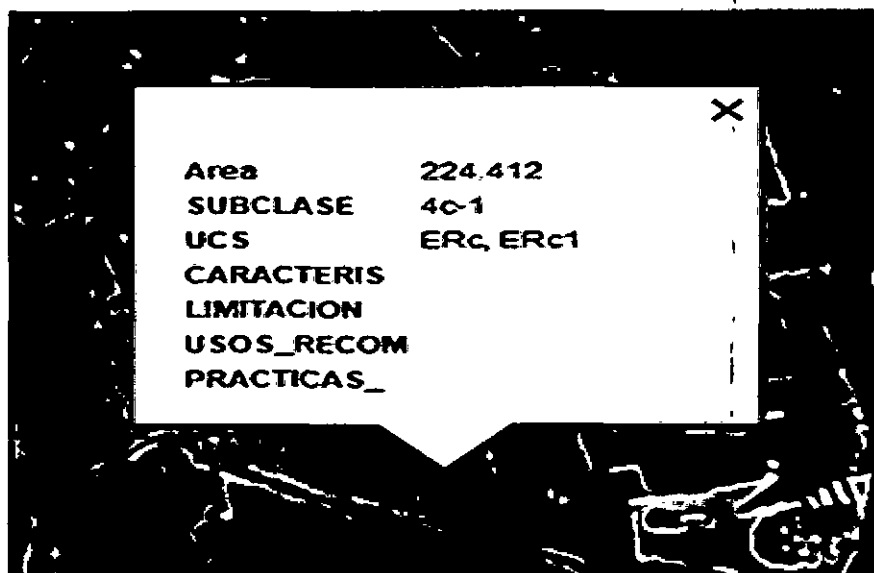 Area 224,412
SUBCLASE 4c-1
UCS ERc, ERc1
CARACTERIS
LIMITACION
USOS_RECOM
PRACTICAS_